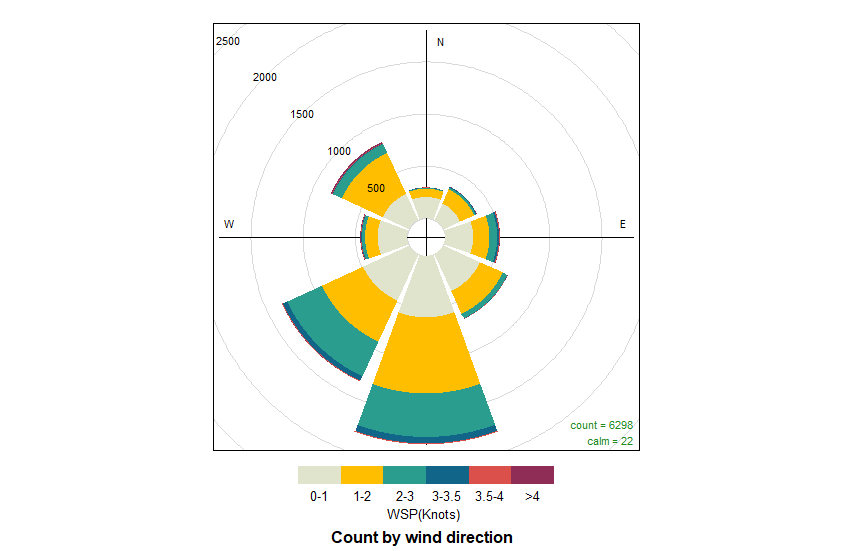 2500
N
2000
1500
1000
500
W
E
count = 6298
calm = 22
0-1 1-2 2-3 3-3.5 3.5-4 >4
WSP(Knots)
Count by wind direction